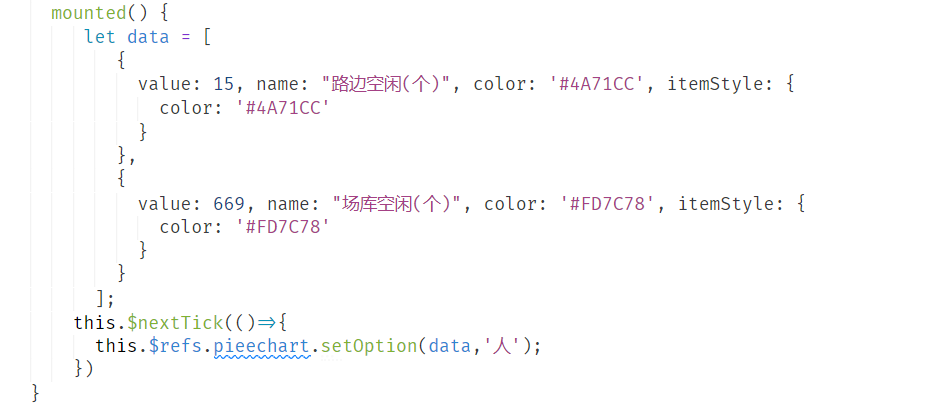 mounted() {
let data = [
{
value: 15, name: "路边空闲(个)", color: '#4A71CC', itemStyle: {
color: '#4A71CC'
}
},
{
value: 669, name: "场库空闲(个)", color: '#FD7C78', itemStyle: {
color: '#FD7C78'
}
}
];
this.$nextTick(()=>{
this.$refs.pieechart.setOption(data,'人');
})
}